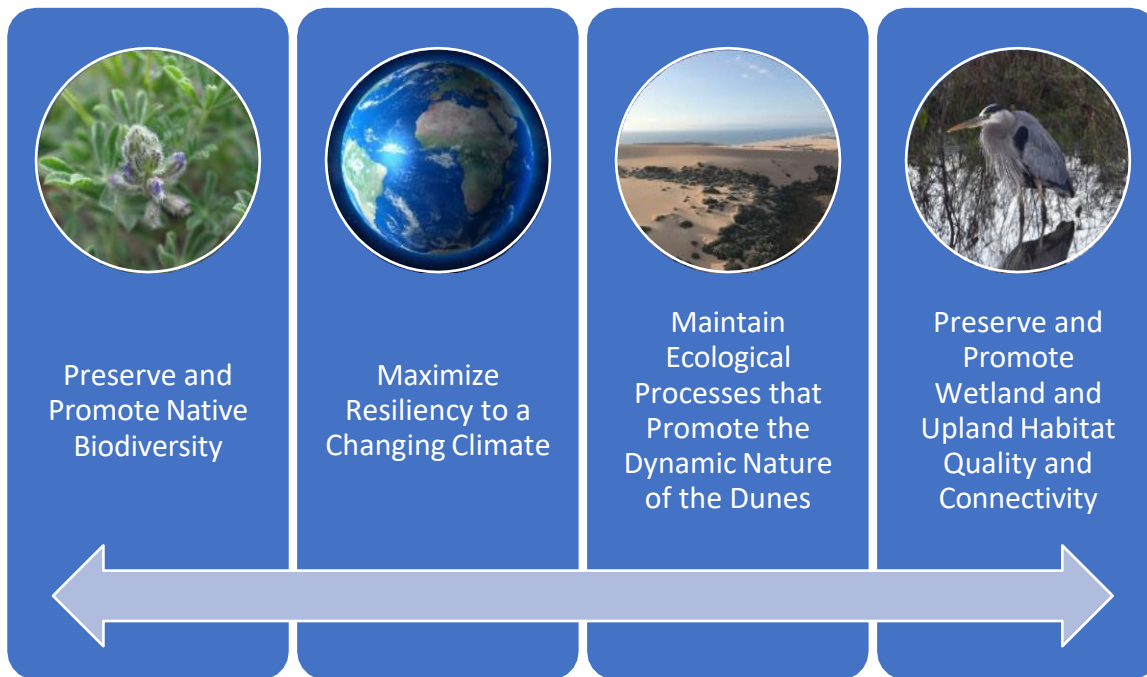 Preserve and
Promote Native
Biodiversity
Maximize
Resiliency to a
Changing Climate
Maintain
Ecological
Processes that
Promote the
Dynamic Nature
of the Dunes
Preserve and
Promote
Wetland and
Upland Habitat
Quality and
Connectivity